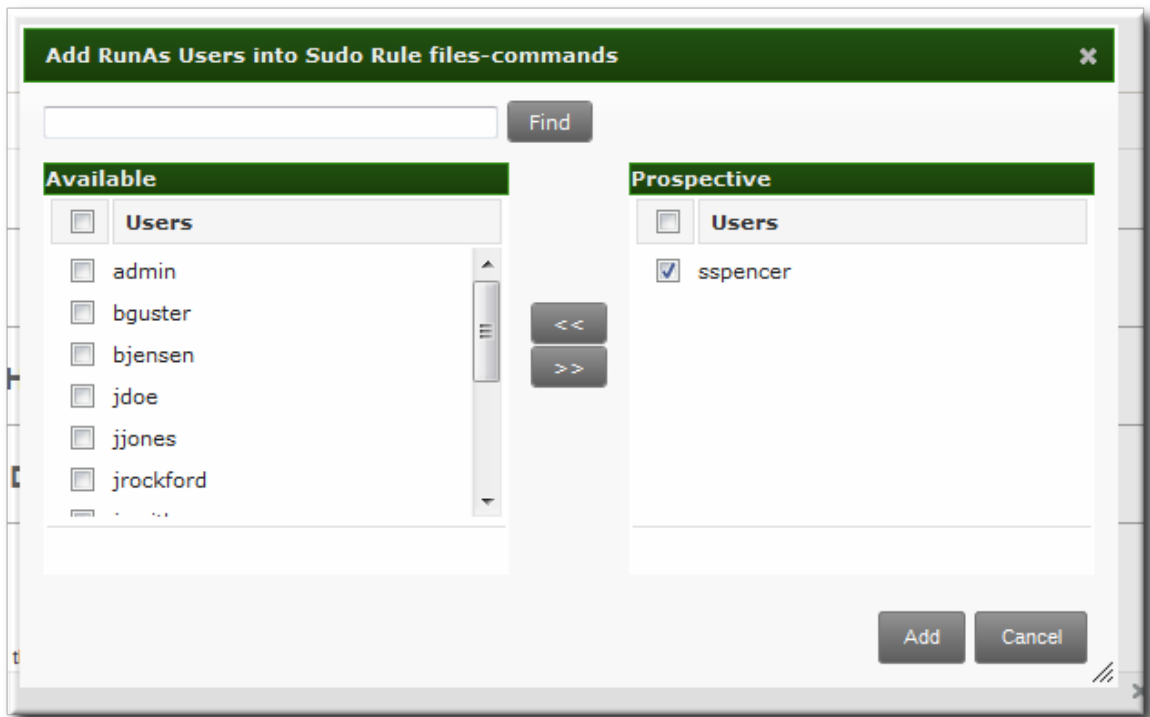 Add RunAs Users into Sudo Rule files-commands
Find
Available
Users
admin
bguster
bjensen
jdoe
jjones
jrockford
<<
>>
Prospective
Users
sspencer
Add
Cancel